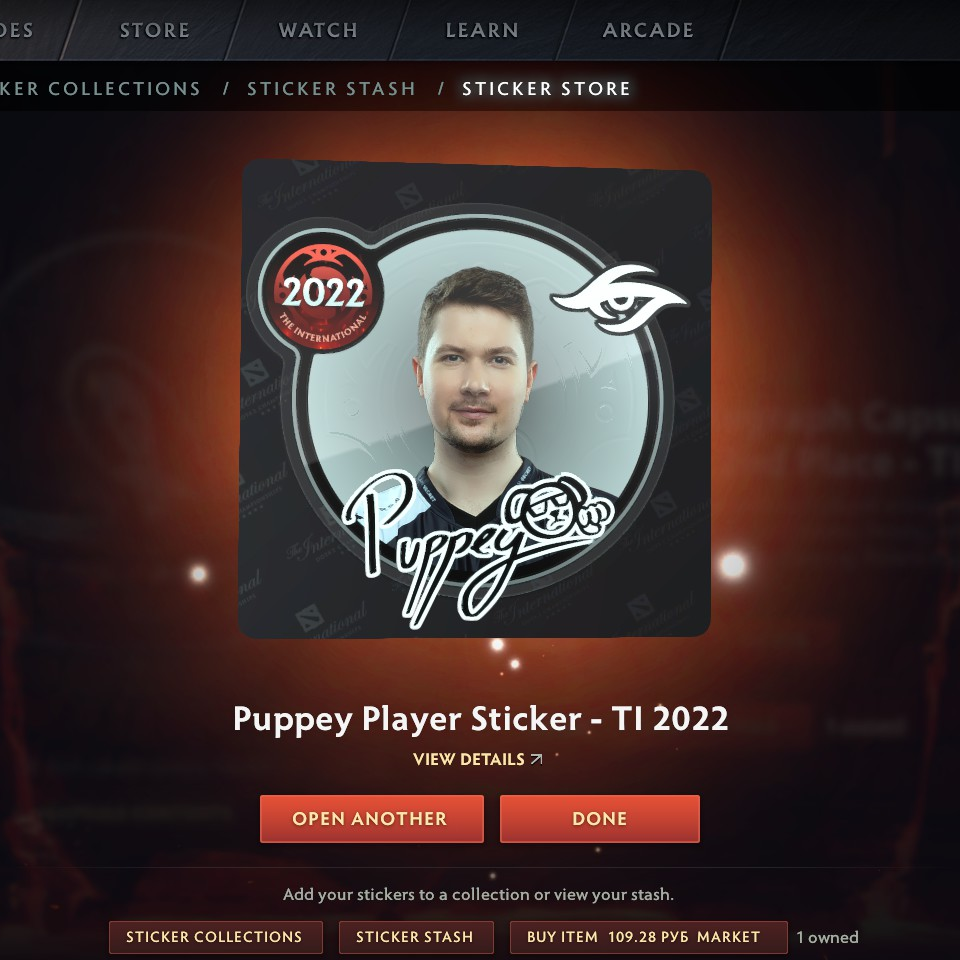 DES STORE WATCH LEARN ARCADE
KER COLLECTIONS / STICKER STASH / STICKER STORE
2022
THE INTERNATIONAL
Puppey
Puppey Player Sticker - TI 2022
VIEW DETAILS
OPEN ANOTHER DONE
Add your stickers to a collection or view your stash.
STICKER COLLECTIONS STICKER STASH BUY ITEM 109.28 РУБ MARKET 1 owned